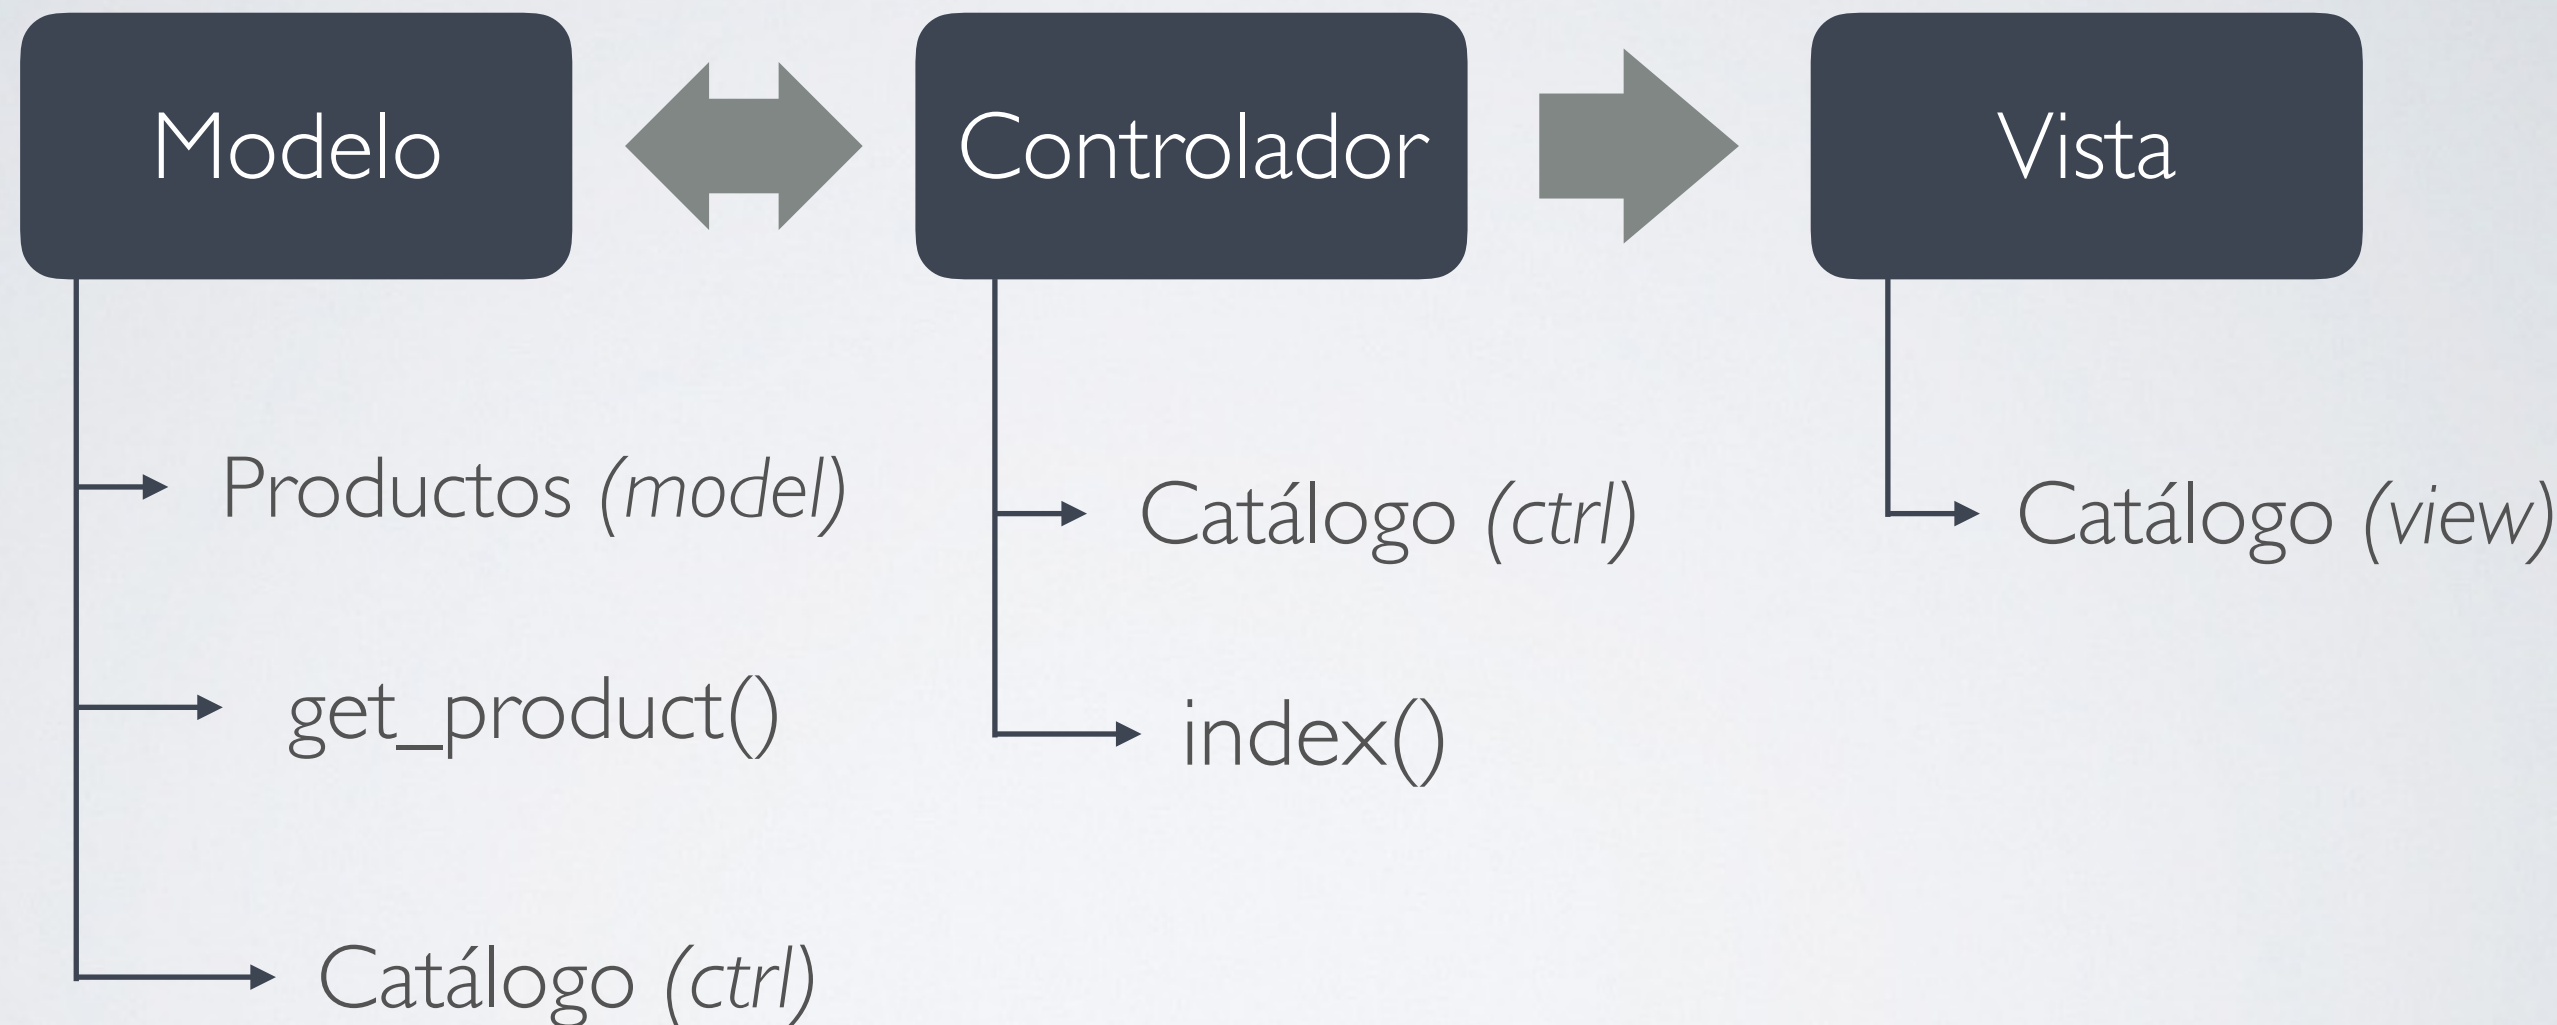 Modelo
Controlador
Vista
Productos (model)
get_product()
Catálogo (ctrl)
Catálogo (ctrl)
index()
Catálogo (view)